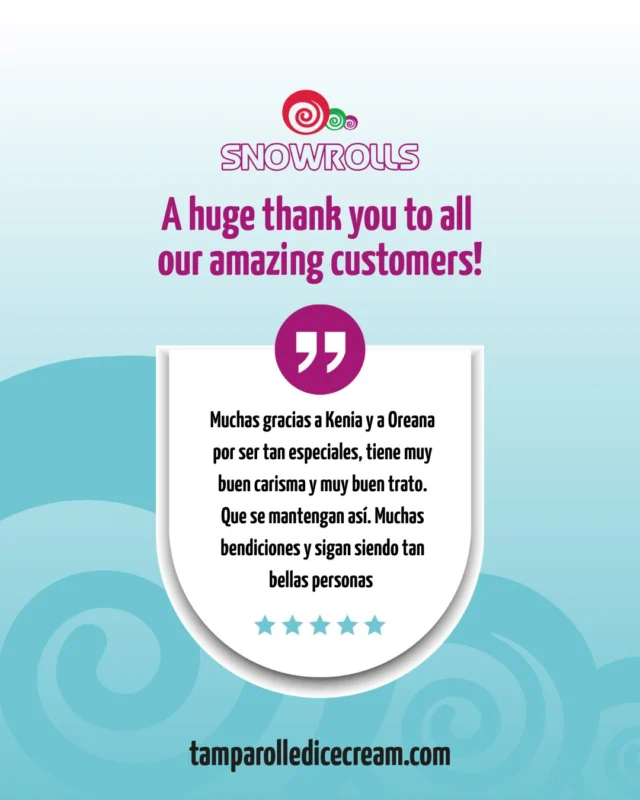 SNOWROLLS
A huge thank you to all
our amazing customers!
Muchas gracias a Kenia y a Oreana
por ser tan especiales, tiene muy
buen carisma y muy buen trato.
Que se mantengan así. Muchas
bendiciones y sigan siendo tan
bellas personas
tamparolledicecream.com